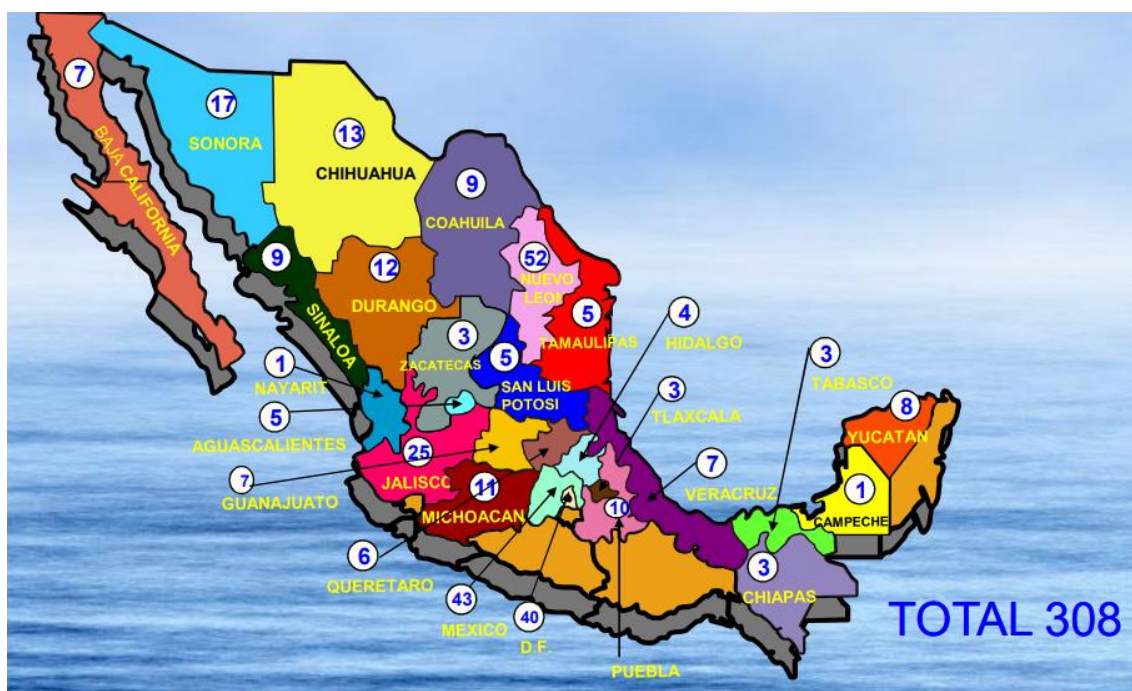 7
BAJA CALIFORNIA
17
SONORA
13
CHIHUAHUA
9
COAHUILA
52
NUEVO
LEON
9
SINALOA
12
DURANGO
3
ZACATECAS
5
SAN LUIS
POTOSI
5
TAMAULIPAS
4
HIDALGO
3
TLAXCALA
3
TABASCO
8
YUCATAN
1
NAYARIT
5
AGUASCALIENTES
7
GUANAJUATO
25
JALISCO
11
MICHOACAN
10
7
VERACRUZ
1
CAMPECHE
3
CHIAPAS
6
QUERETARO
43
MEXICO
40
D.F.
PUEBLA
TOTAL 308